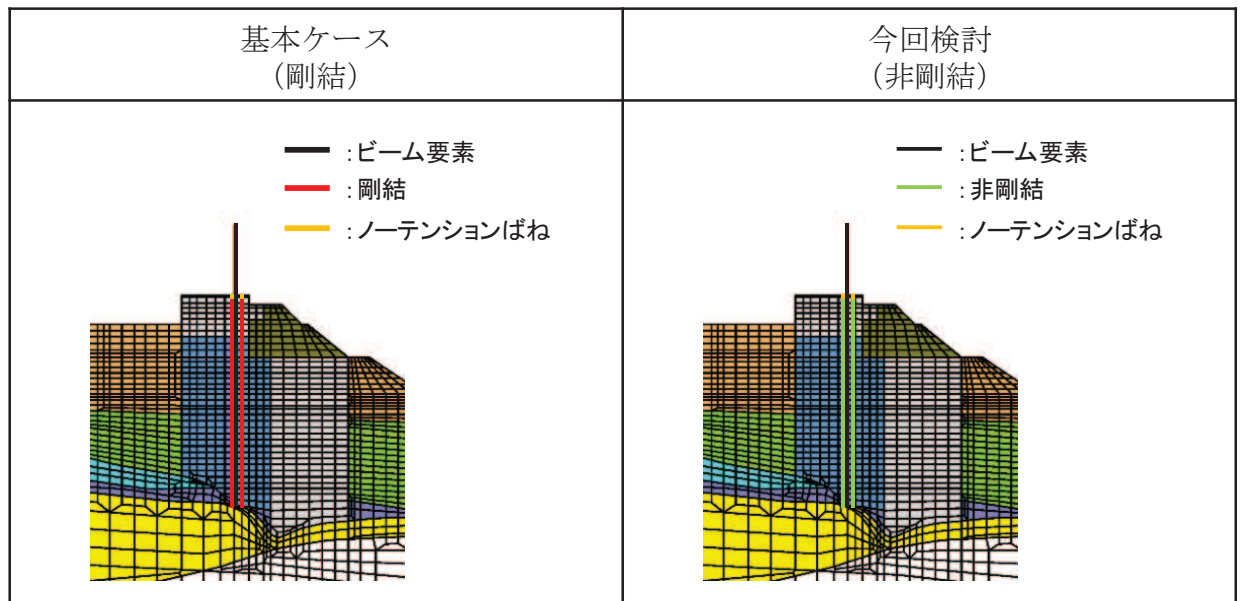 基本ケース
（剛結）
今回検討
（非剛結）
：ビーム要素
：剛結
：ノーテンションばね
：ビーム要素
：非剛結
：ノーテンションばね